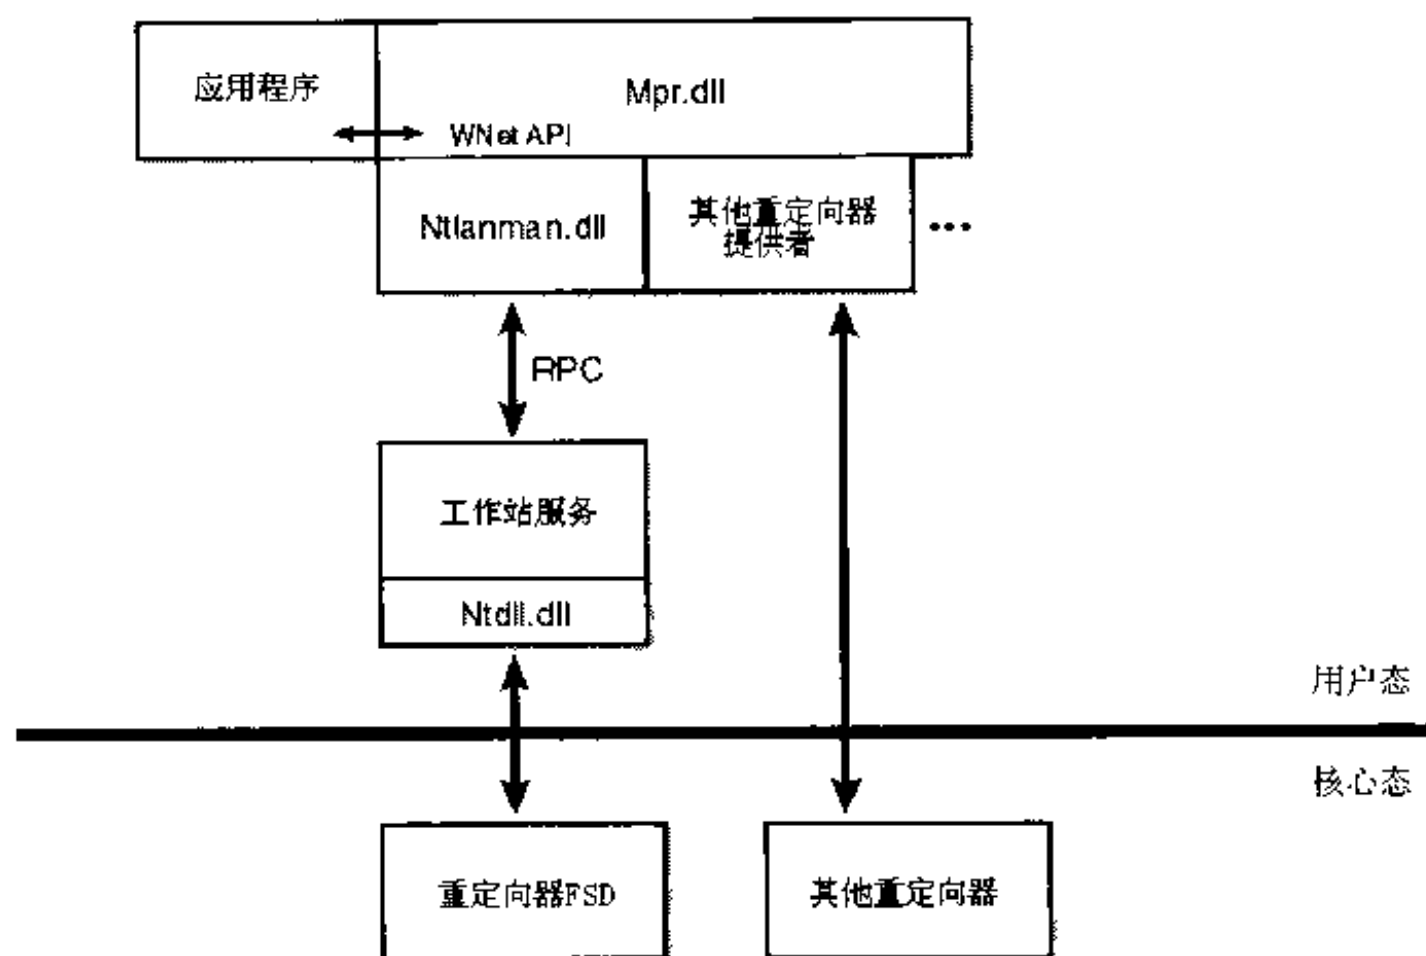 应用程序
Mpr.dll
WNet API
Ntlanman.dll
其他重定向器
提供者
...
RPC
工作站服务
Ntdll.dll
用户态
核心态
重定向器FSD
其他重定向器